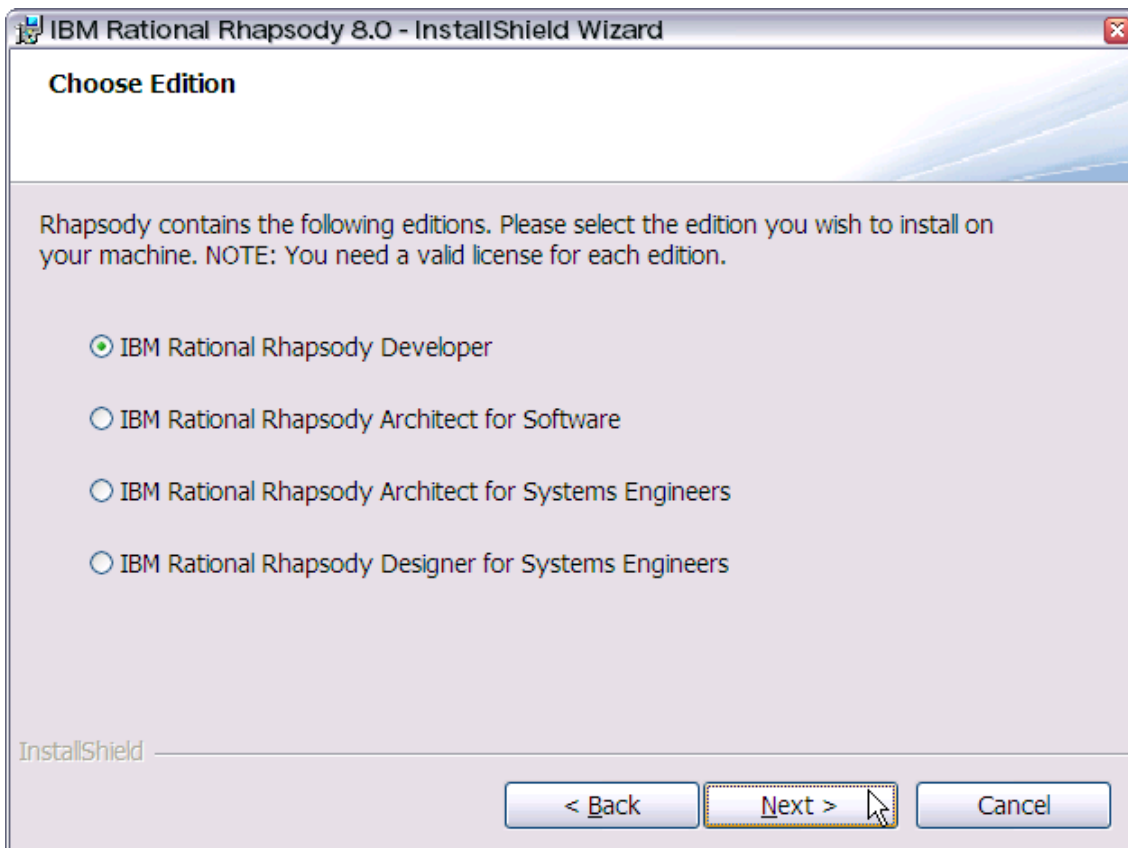 IBM Rational Rhapsody 8.0 - InstallShield Wizard
Choose Edition
Rhapsody contains the following editions. Please select the edition you wish to install on
your machine. NOTE: You need a valid license for each edition.
IBM Rational Rhapsody Developer
IBM Rational Rhapsody Architect for Software
IBM Rational Rhapsody Architect for Systems Engineers
IBM Rational Rhapsody Designer for Systems Engineers
InstallShield
< Back Next > Cancel